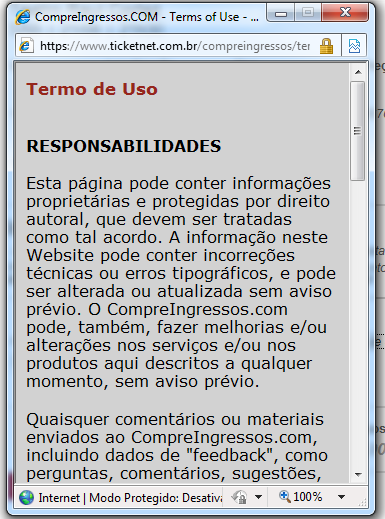 CompreIngressos.COM - Terms of Use - ...
https://www.ticketnet.com.br/compreingressos/ter
Termo de Uso
RESPONSABILIDADES
Esta página pode conter informações
proprietárias e protegidas por direito
autoral, que devem ser tratadas
como tal acordo. A informação neste
Website pode conter incorreções
técnicas ou erros tipográficos, e pode
ser alterada ou atualizada sem aviso
prévio. O CompreIngressos.com
pode, também, fazer melhorias e/ou
alterações nos serviços e/ou nos
produtos aqui descritos a qualquer
momento, sem aviso prévio.
Quaisquer comentários ou materiais
enviados ao CompreIngressos.com,
incluindo dados de "feedback", como
perguntas, comentários, sugestões,
Internet | Modo Protegido: Desativa
100%